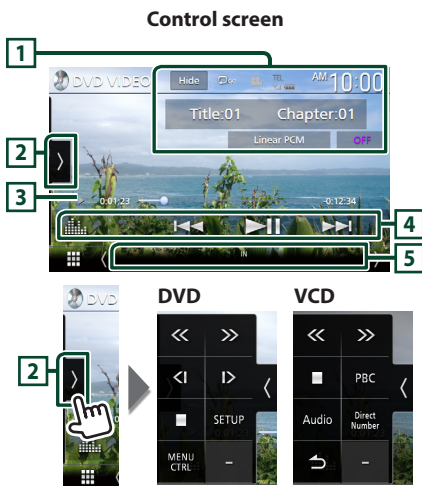 Control screen
1
DVD VIDEO Hide TEL AM 10:00
Title:01 Chapter:01
Linear PCM OFF
2
3
0:01:23 -0:12:34
4
IN
5
DVD VCD
DVD
2
SETUP PBC
MENU CTRL Audio Direct Number